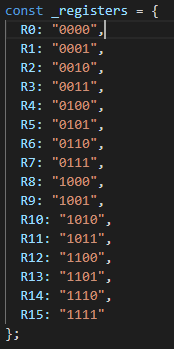 const _registers = {
R0: "0000",
R1: "0001",
R2: "0010",
R3: "0011",
R4: "0100",
R5: "0101",
R6: "0110",
R7: "0111",
R8: "1000",
R9: "1001",
R10: "1010",
R11: "1011",
R12: "1100",
R13: "1101",
R14: "1110",
R15: "1111"
};